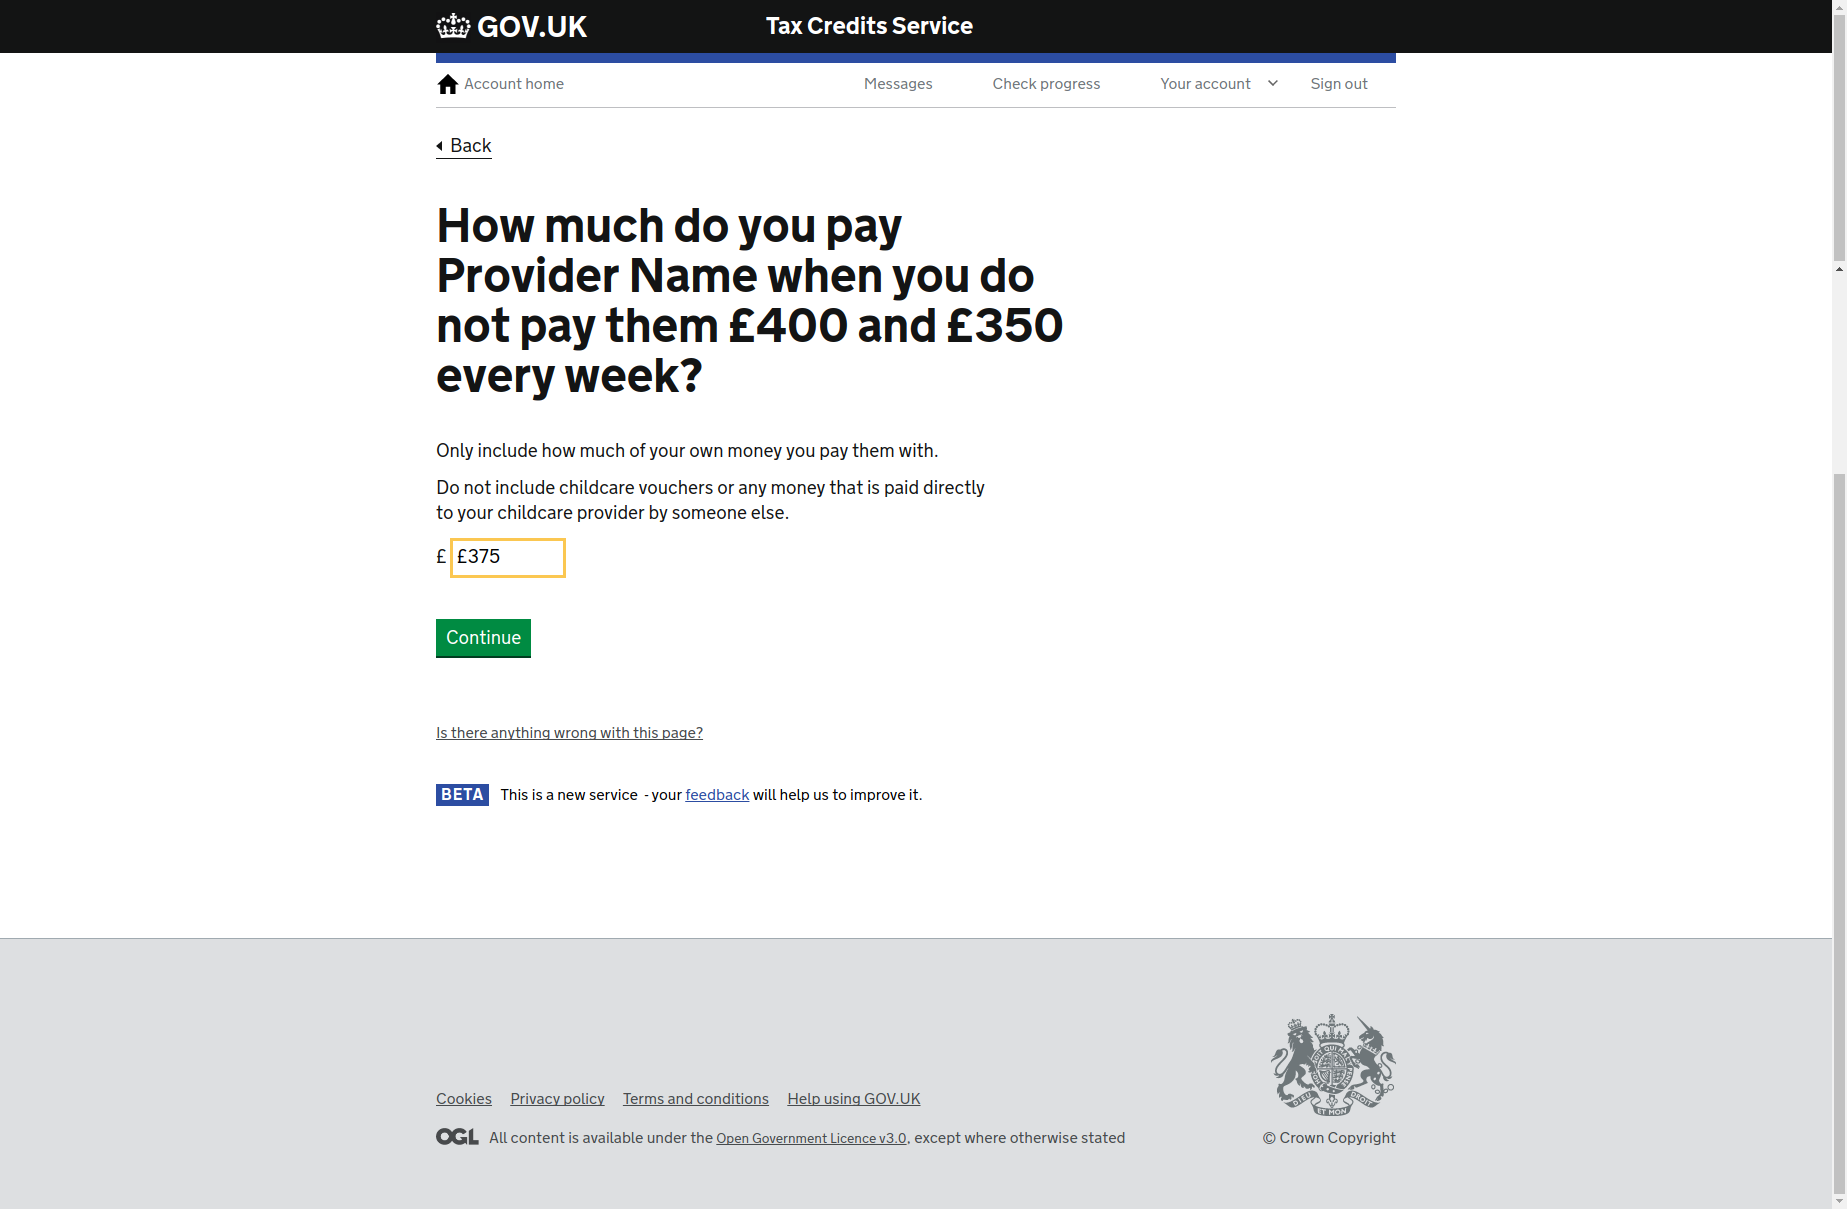 GOV.UK
Tax Credits Service
Account home
Messages
Check progress
Your account
Sign out
Back
How much do you pay
Provider Name when you do
not pay them £400 and £350
every week?
Only include how much of your own money you pay them with.
Do not include childcare vouchers or any money that is paid directly
to your childcare provider by someone else.
£ £375
Continue
Is there anything wrong with this page?
BETA This is a new service - your feedback will help us to improve it.
Cookies Privacy policy Terms and conditions Help using GOV.UK
OGL All content is available under the Open Government Licence v3.0, except where otherwise stated
DIEU ET MON DROIT
© Crown Copyright